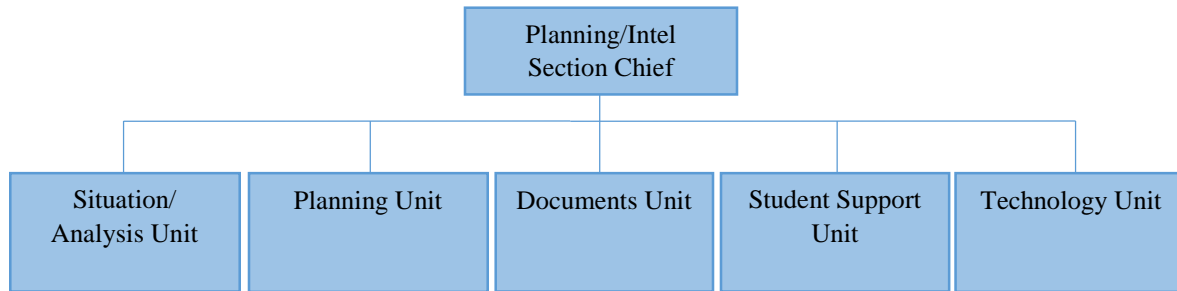 Planning/Intel
Section Chief
Situation/
Analysis Unit
Planning Unit
Documents Unit
Student Support
Unit
Technology Unit